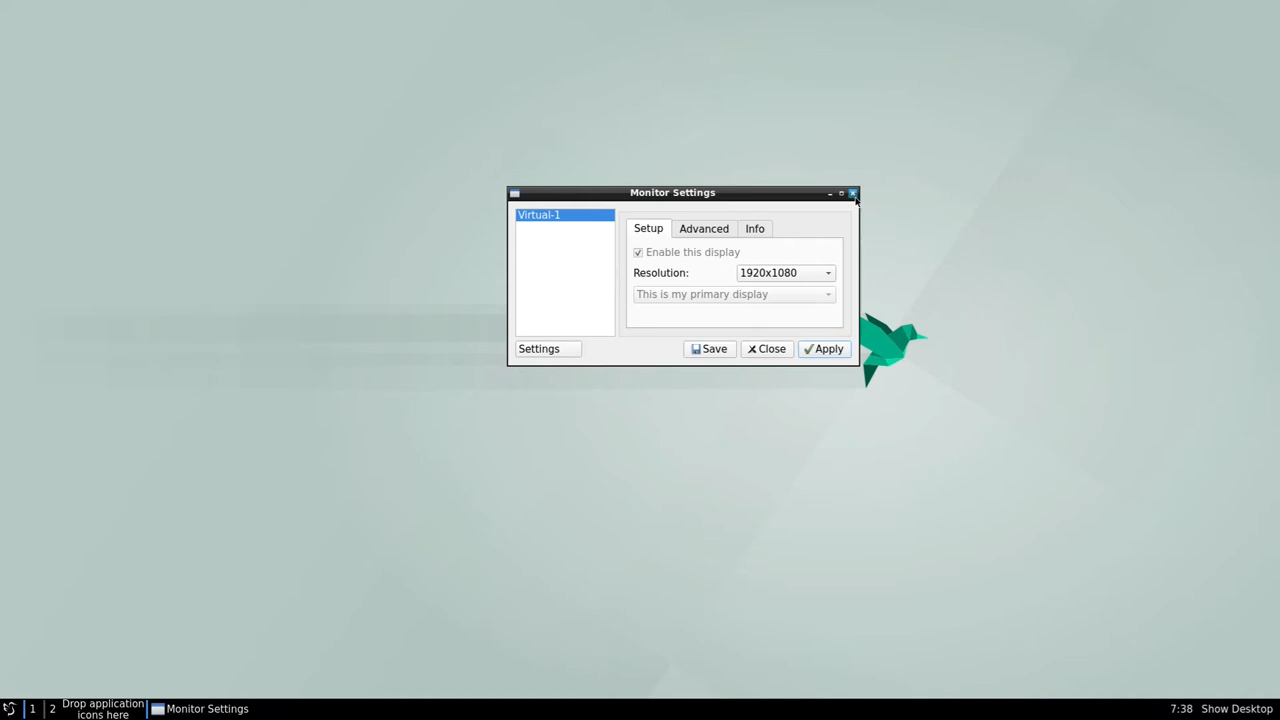 Monitor Settings
Virtual-1
Setup
Advanced
Info
Enable this display
Resolution:
1920x1080
This is my primary display
Settings
Save
Close
Apply
1
2
Drop application
icons here
Monitor Settings
7:38
Show Desktop